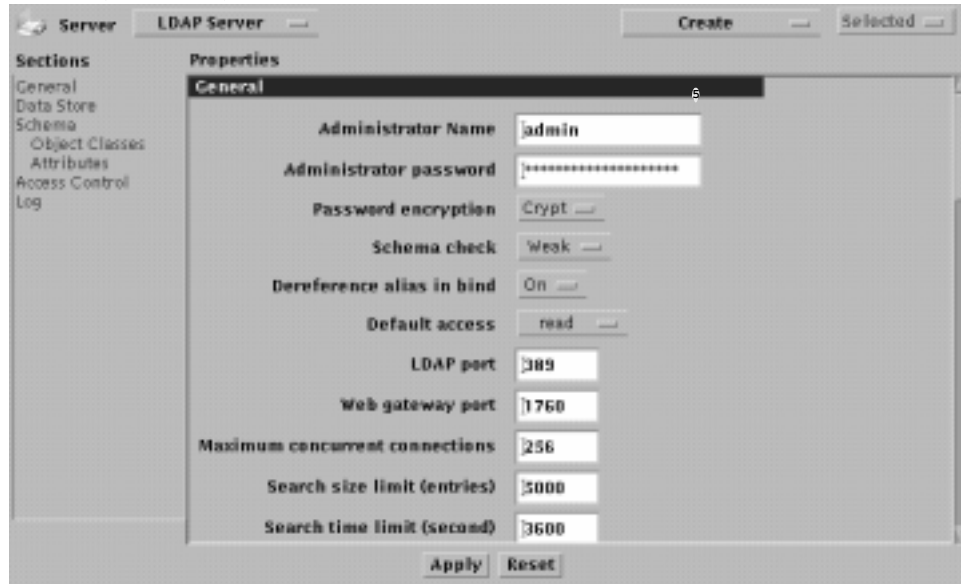 Server LDAP Server Create Selected
Sections
General
Data Store
Schema
Object Classes
Attributes
Access Control
Log
Properties
General
Administrator Name admin
Administrator password ********************
Password encryption Crypt
Schema check Weak
Dereference alias in bind On
Default access read
LDAP port 389
Web gateway port 1760
Maximum concurrent connections 256
Search size limit (entries) 5000
Search time limit (second) 3600
Apply Reset